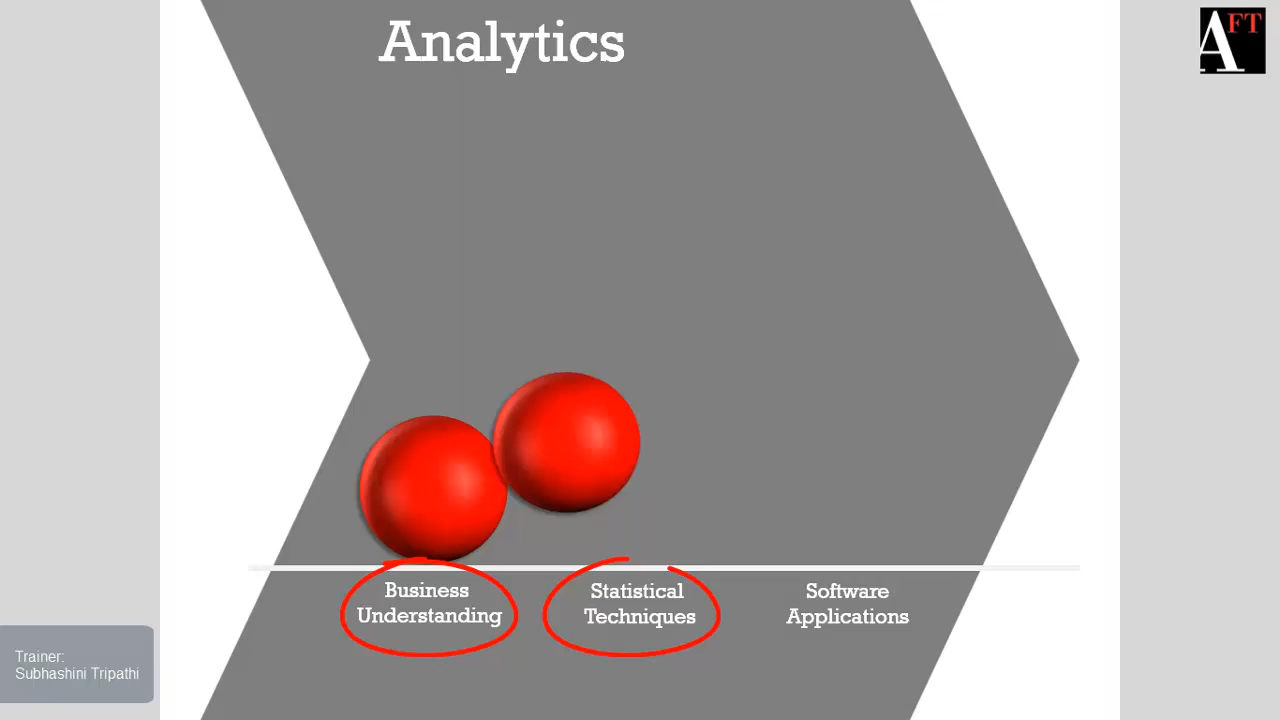 Analytics
AFT
Business
Understanding
Statistical
Techniques
Software
Applications
Trainer:
Subhashini Tripathi